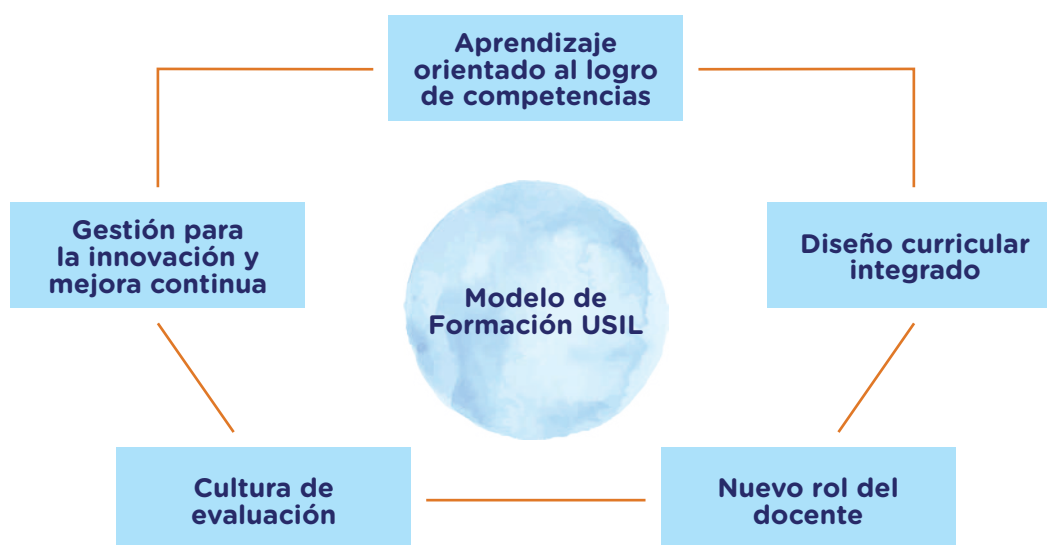 Aprendizaje
orientado al logro
de competencias
Gestión para
la innovación y
mejora continua
Diseño curricular
integrado
Modelo de
Formación USIL
Cultura de
evaluación
Nuevo rol del
docente